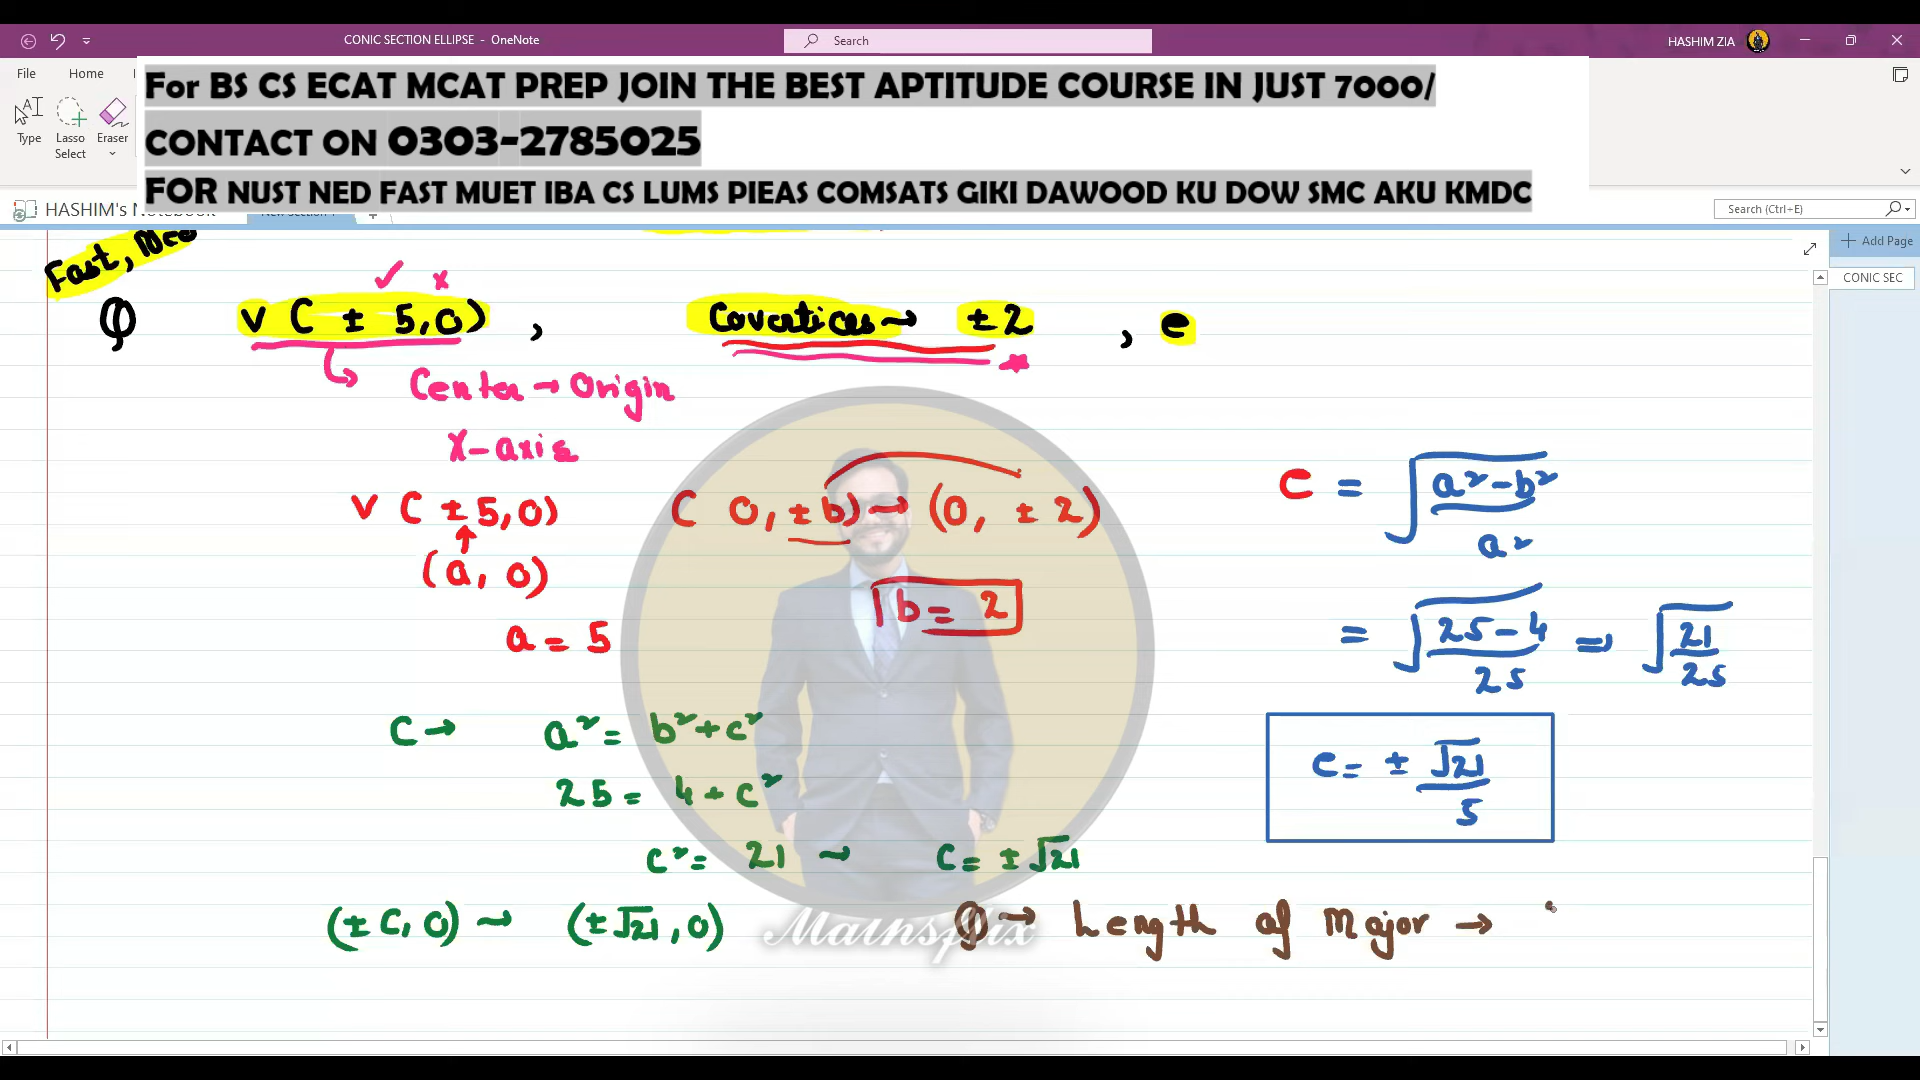 CONIC SECTION ELLIPSE - OneNote
Search
HASHIM ZIA
File Home
For BS CS ECAT MCAT PREP JOIN THE BEST APTITUDE COURSE IN JUST 7000/
CONTACT ON 0303-2785025
FOR NUST NED FAST MUET IBA CS LUMS PIEAS COMSATS GIKI DAWOOD KU DOW SMC AKU KMDC
Type
Lasso Select
Eraser
HASHIM's Notebook
Search (Ctrl+E)
Add Page
CONIC SEC
Fast,
✓ x
Q V ( ± 5,0) , Covertices → ± 2 , e
Center → Origin
X-axis
V ( ± 5,0)
(a, 0)
a = 5
( 0, ± b) → (0, ± 2)
b = 2
e = √(a²-b²/a²)
= √(25-4/25) ⇒ √(21/25)
e = ± √21/5
C → a² = b²+c²
25 = 4+c²
c² = 21 → C = ± √21
(± C, 0) → (± √21, 0)
Q → Length of Major →
Mathsflix